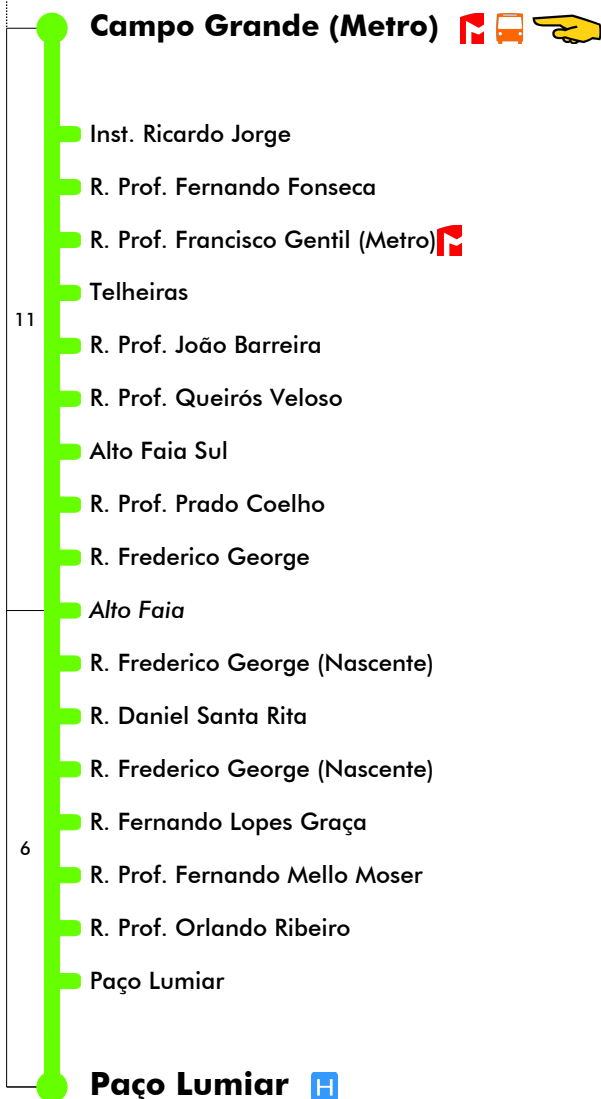 Campo Grande (Metro)
Inst. Ricardo Jorge
R. Prof. Fernando Fonseca
R. Prof. Francisco Gentil (Metro)
Telheiras
11
R. Prof. João Barreira
R. Prof. Queirós Veloso
Alto Faia Sul
R. Prof. Prado Coelho
R. Frederico George
Alto Faia
R. Frederico George (Nascente)
R. Daniel Santa Rita
R. Frederico George (Nascente)
R. Fernando Lopes Graça
6
R. Prof. Fernando Mello Moser
R. Prof. Orlando Ribeiro
Paço Lumiar
Paço Lumiar H